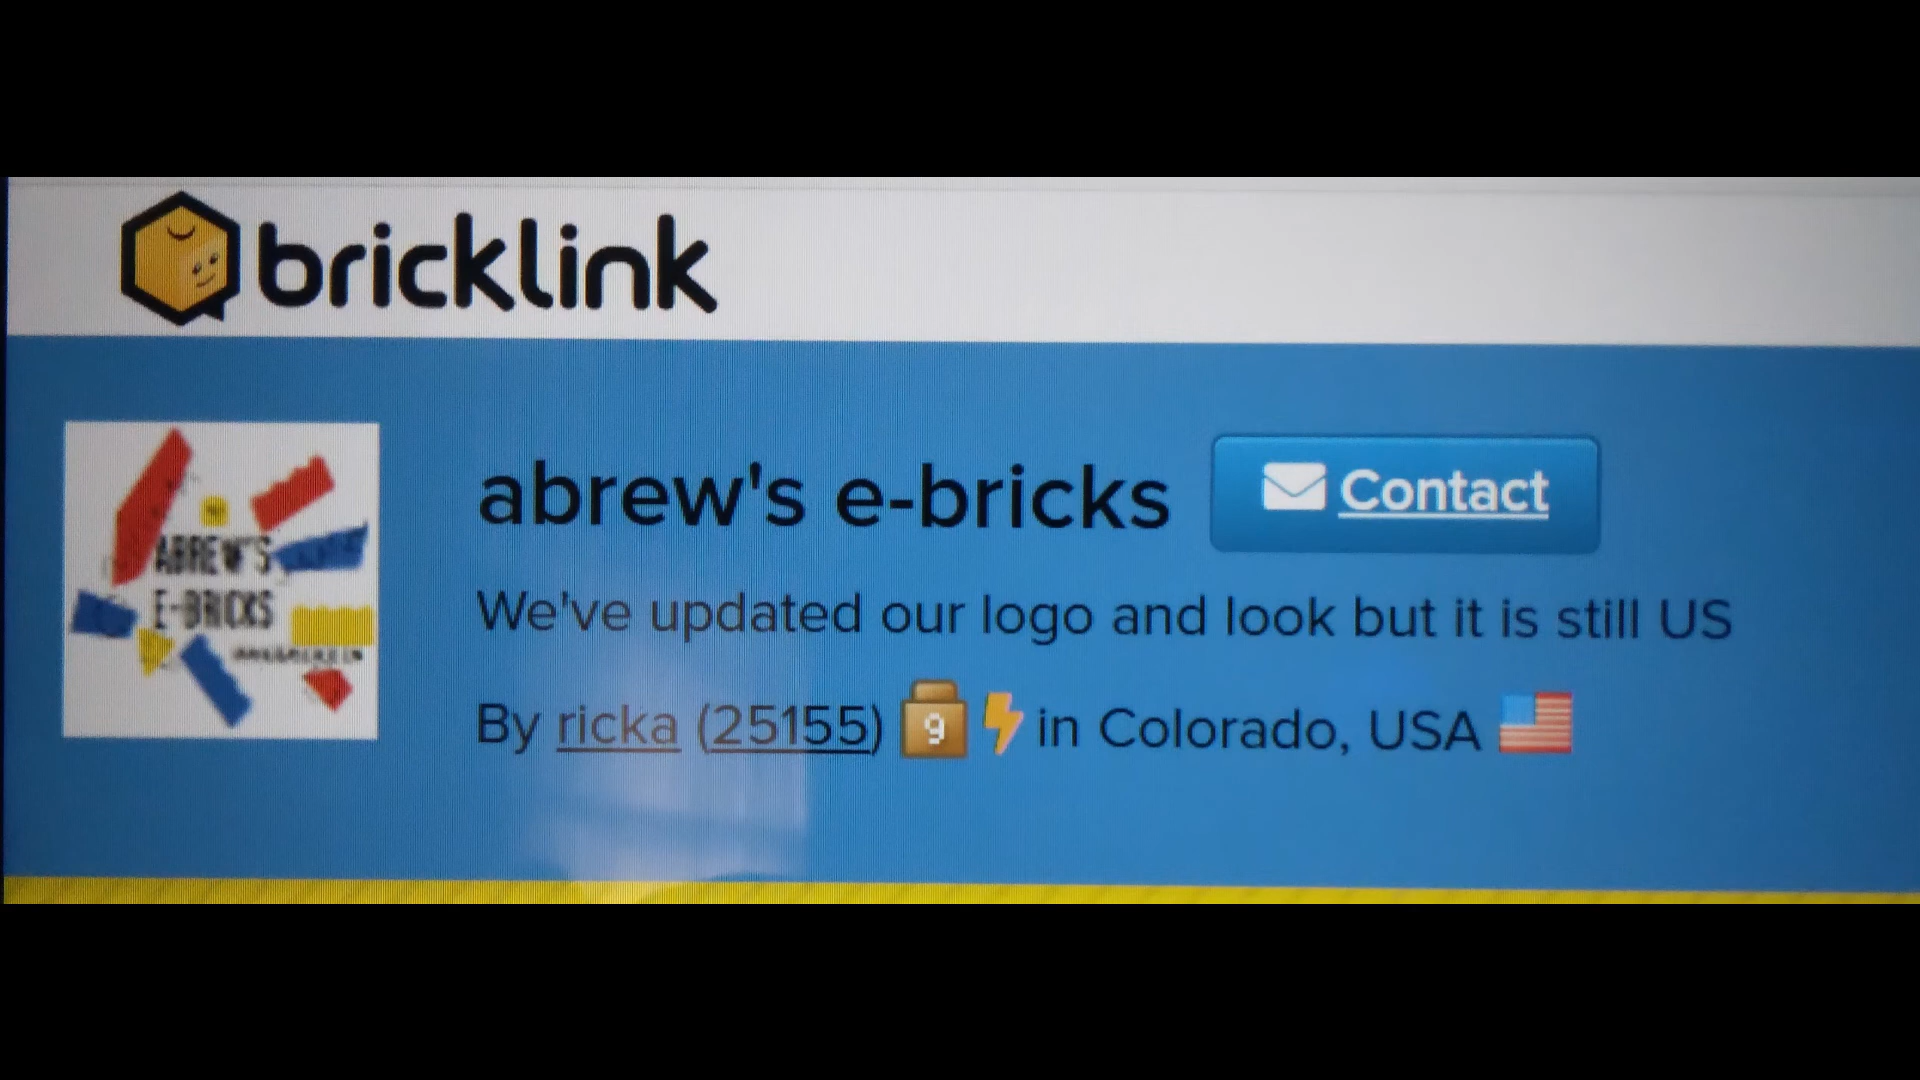 bricklink
abrew's e-bricks
Contact
ABREW'S
E-BRICKS
We've updated our logo and look but it is still US
By ricka (25155) 9 in Colorado, USA